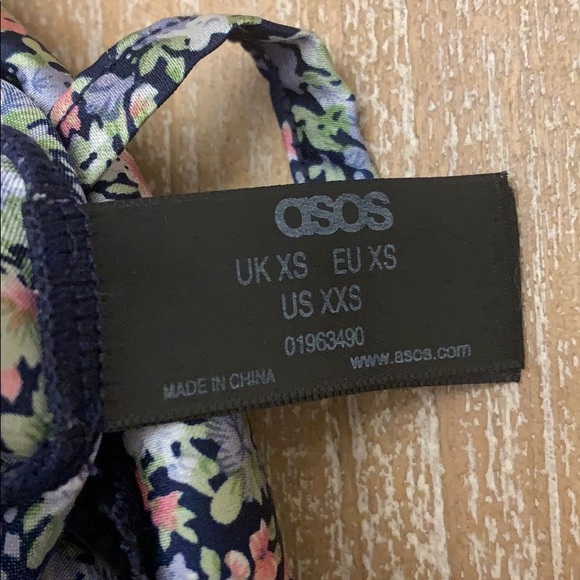 asos
UK XS EU XS
US XXS
01963490
www.asos.com
MADE IN CHINA